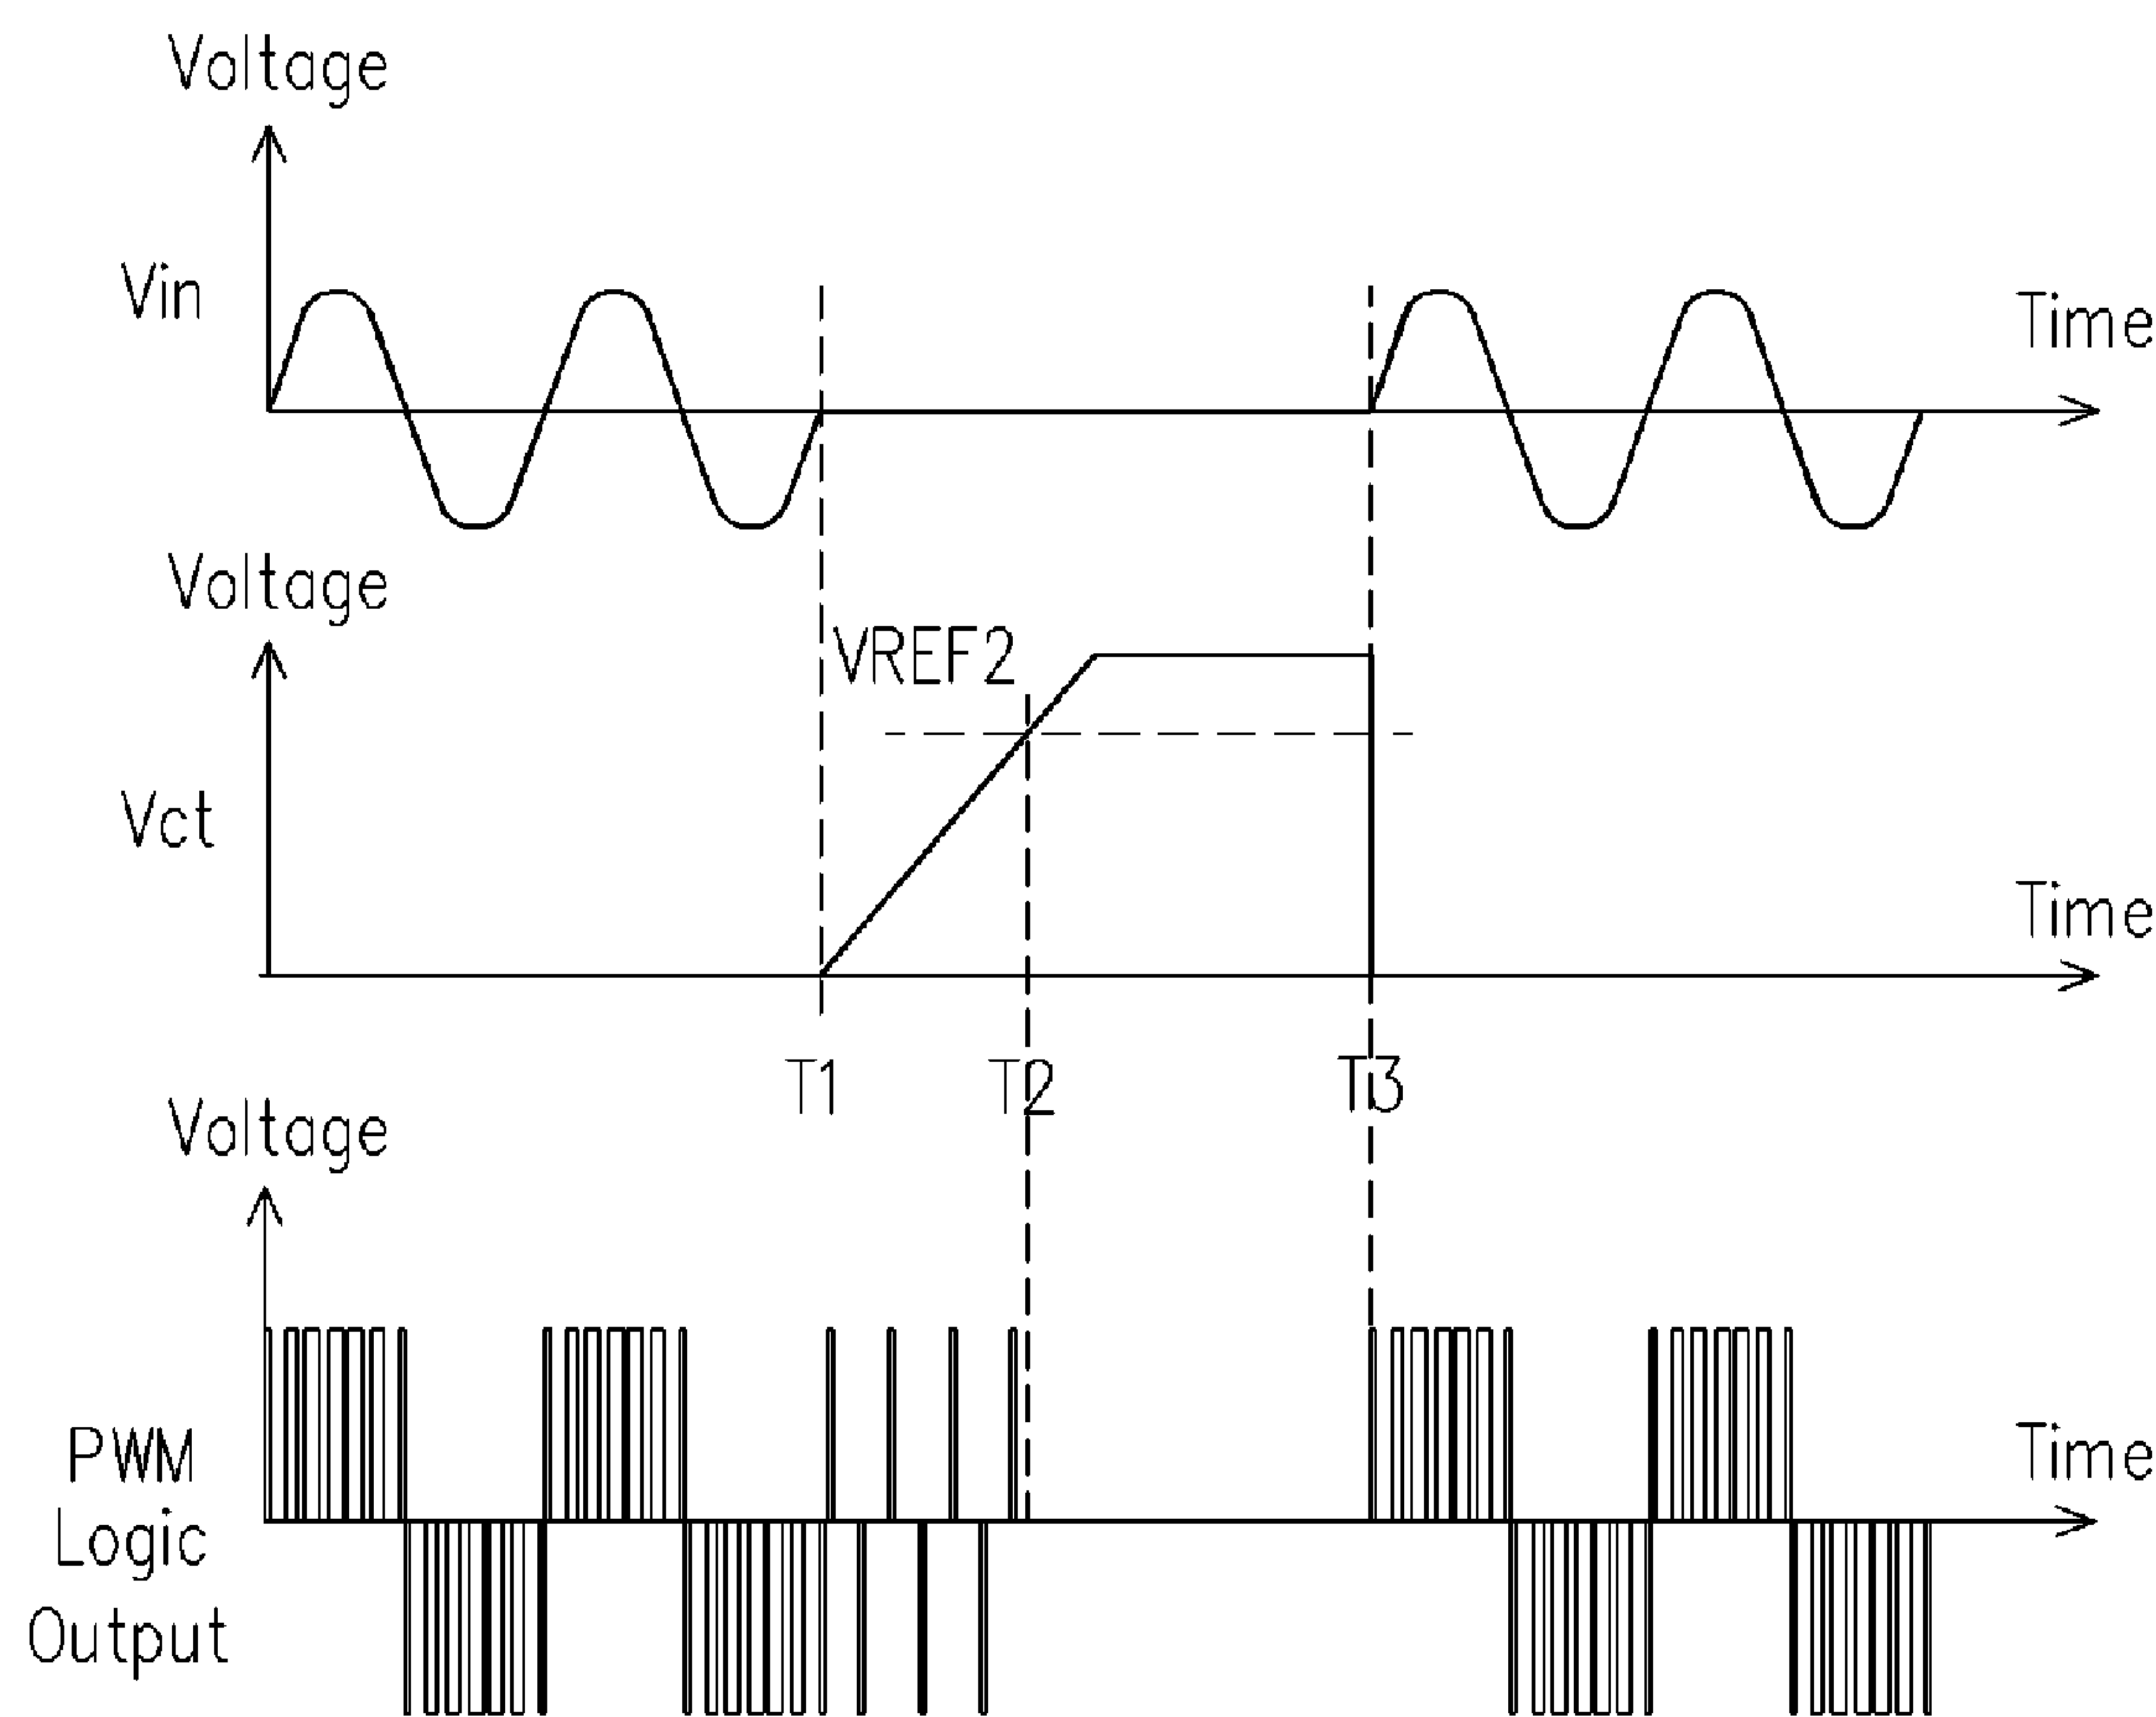 Voltage
Vin
Time
Voltage
VREF2
Vct
Time
T1 T2 T3
Voltage
PWM
Logic
Output
Time